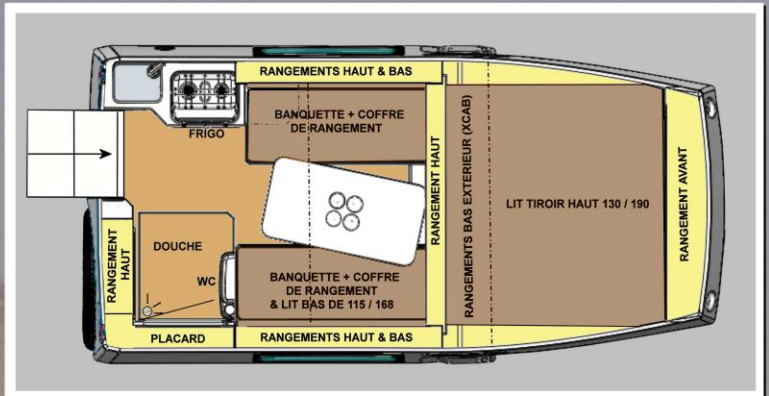 RANGEMENTS HAUT & BAS
BANQUETTE + COFFRE
DE RANGEMENT
FRIGO
RANGEMENT HAUT
RANGEMENTS BAS EXTERIEUR (XCAB)
LIT TIROIR HAUT 130 / 190
RANGEMENT AVANT
RANGEMENT
HAUT
DOUCHE
WC
BANQUETTE + COFFRE
DE RANGEMENT
& LIT BAS DE 115 / 168
PLACARD
RANGEMENTS HAUT & BAS